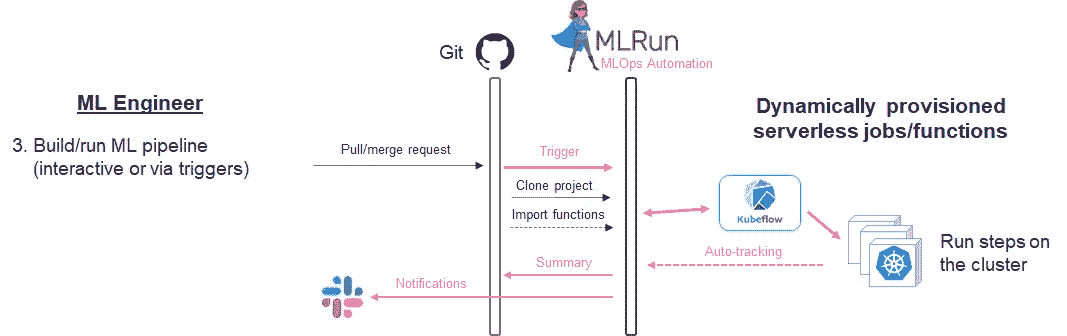 Git
MLRun
MLOps Automation
ML Engineer
3. Build/run ML pipeline
(interactive or via triggers)
Dynamically provisioned
serverless jobs/functions
Pull/merge request
Trigger
Clone project
Import functions
Kubeflow
Run steps on
the cluster
Auto-tracking
Summary
Notifications